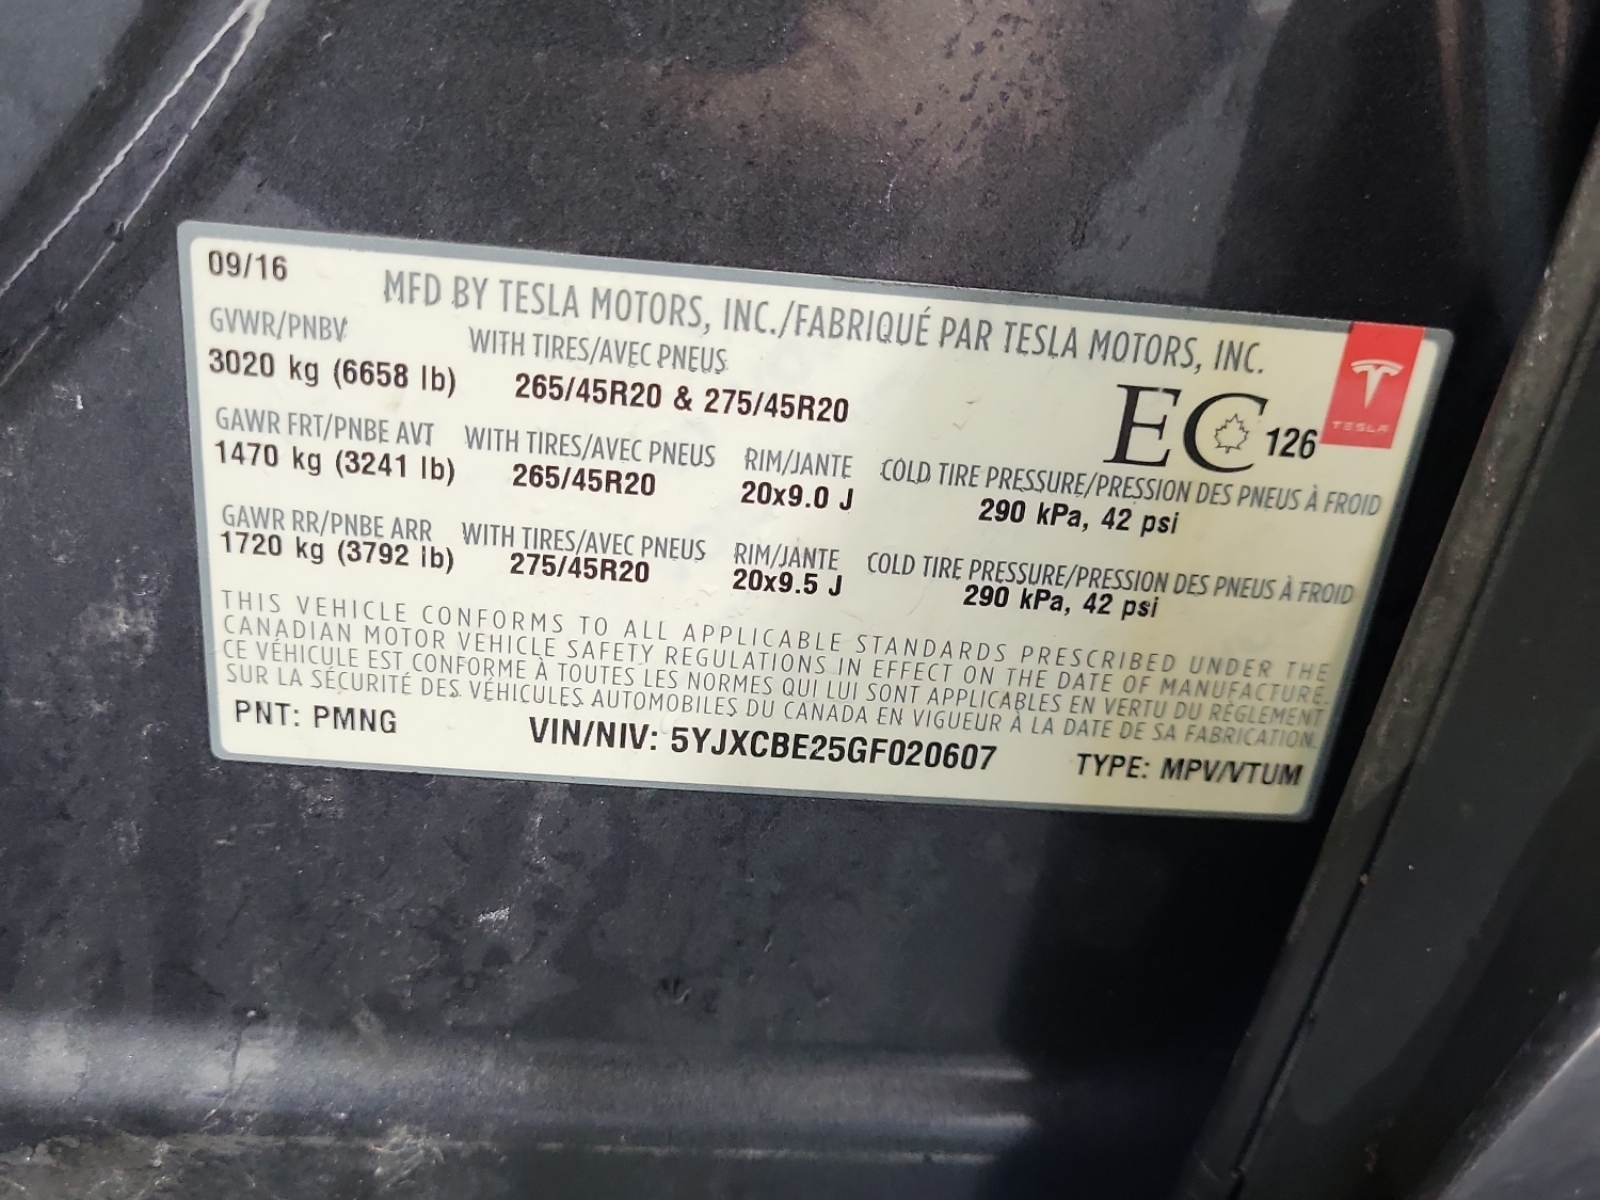 09/16
MFD BY TESLA MOTORS, INC./FABRIQUÉ PAR TESLA MOTORS, INC.
GVWR/PNBV
3020 kg (6658 lb)
WITH TIRES/AVEC PNEUS
265/45R20 & 275/45R20
EC 126
TESLA
GAWR FRT/PNBE AVT
1470 kg (3241 lb)
WITH TIRES/AVEC PNEUS
265/45R20
RIM/JANTE
20x9.0 J
COLD TIRE PRESSURE/PRESSION DES PNEUS À FROID
290 kPa, 42 psi
GAWR RR/PNBE ARR
1720 kg (3792 lb)
WITH TIRES/AVEC PNEUS
275/45R20
RIM/JANTE
20x9.5 J
COLD TIRE PRESSURE/PRESSION DES PNEUS À FROID
290 kPa, 42 psi
THIS VEHICLE CONFORMS TO ALL APPLICABLE STANDARDS PRESCRIBED UNDER THE
CANADIAN MOTOR VEHICLE SAFETY REGULATIONS IN EFFECT ON THE DATE OF MANUFACTURE.
CE VÉHICULE EST CONFORME À TOUTES LES NORMES QUI LUI SONT APPLICABLES EN VERTU DU RÈGLEMENT
SUR LA SÉCURITÉ DES VÉHICULES AUTOMOBILES DU CANADA EN VIGUEUR À LA DATE DE SA FABRICATION.
PNT: PMNG
VIN/NIV: 5YJXCBE25GF020607
TYPE: MPV/VTUM